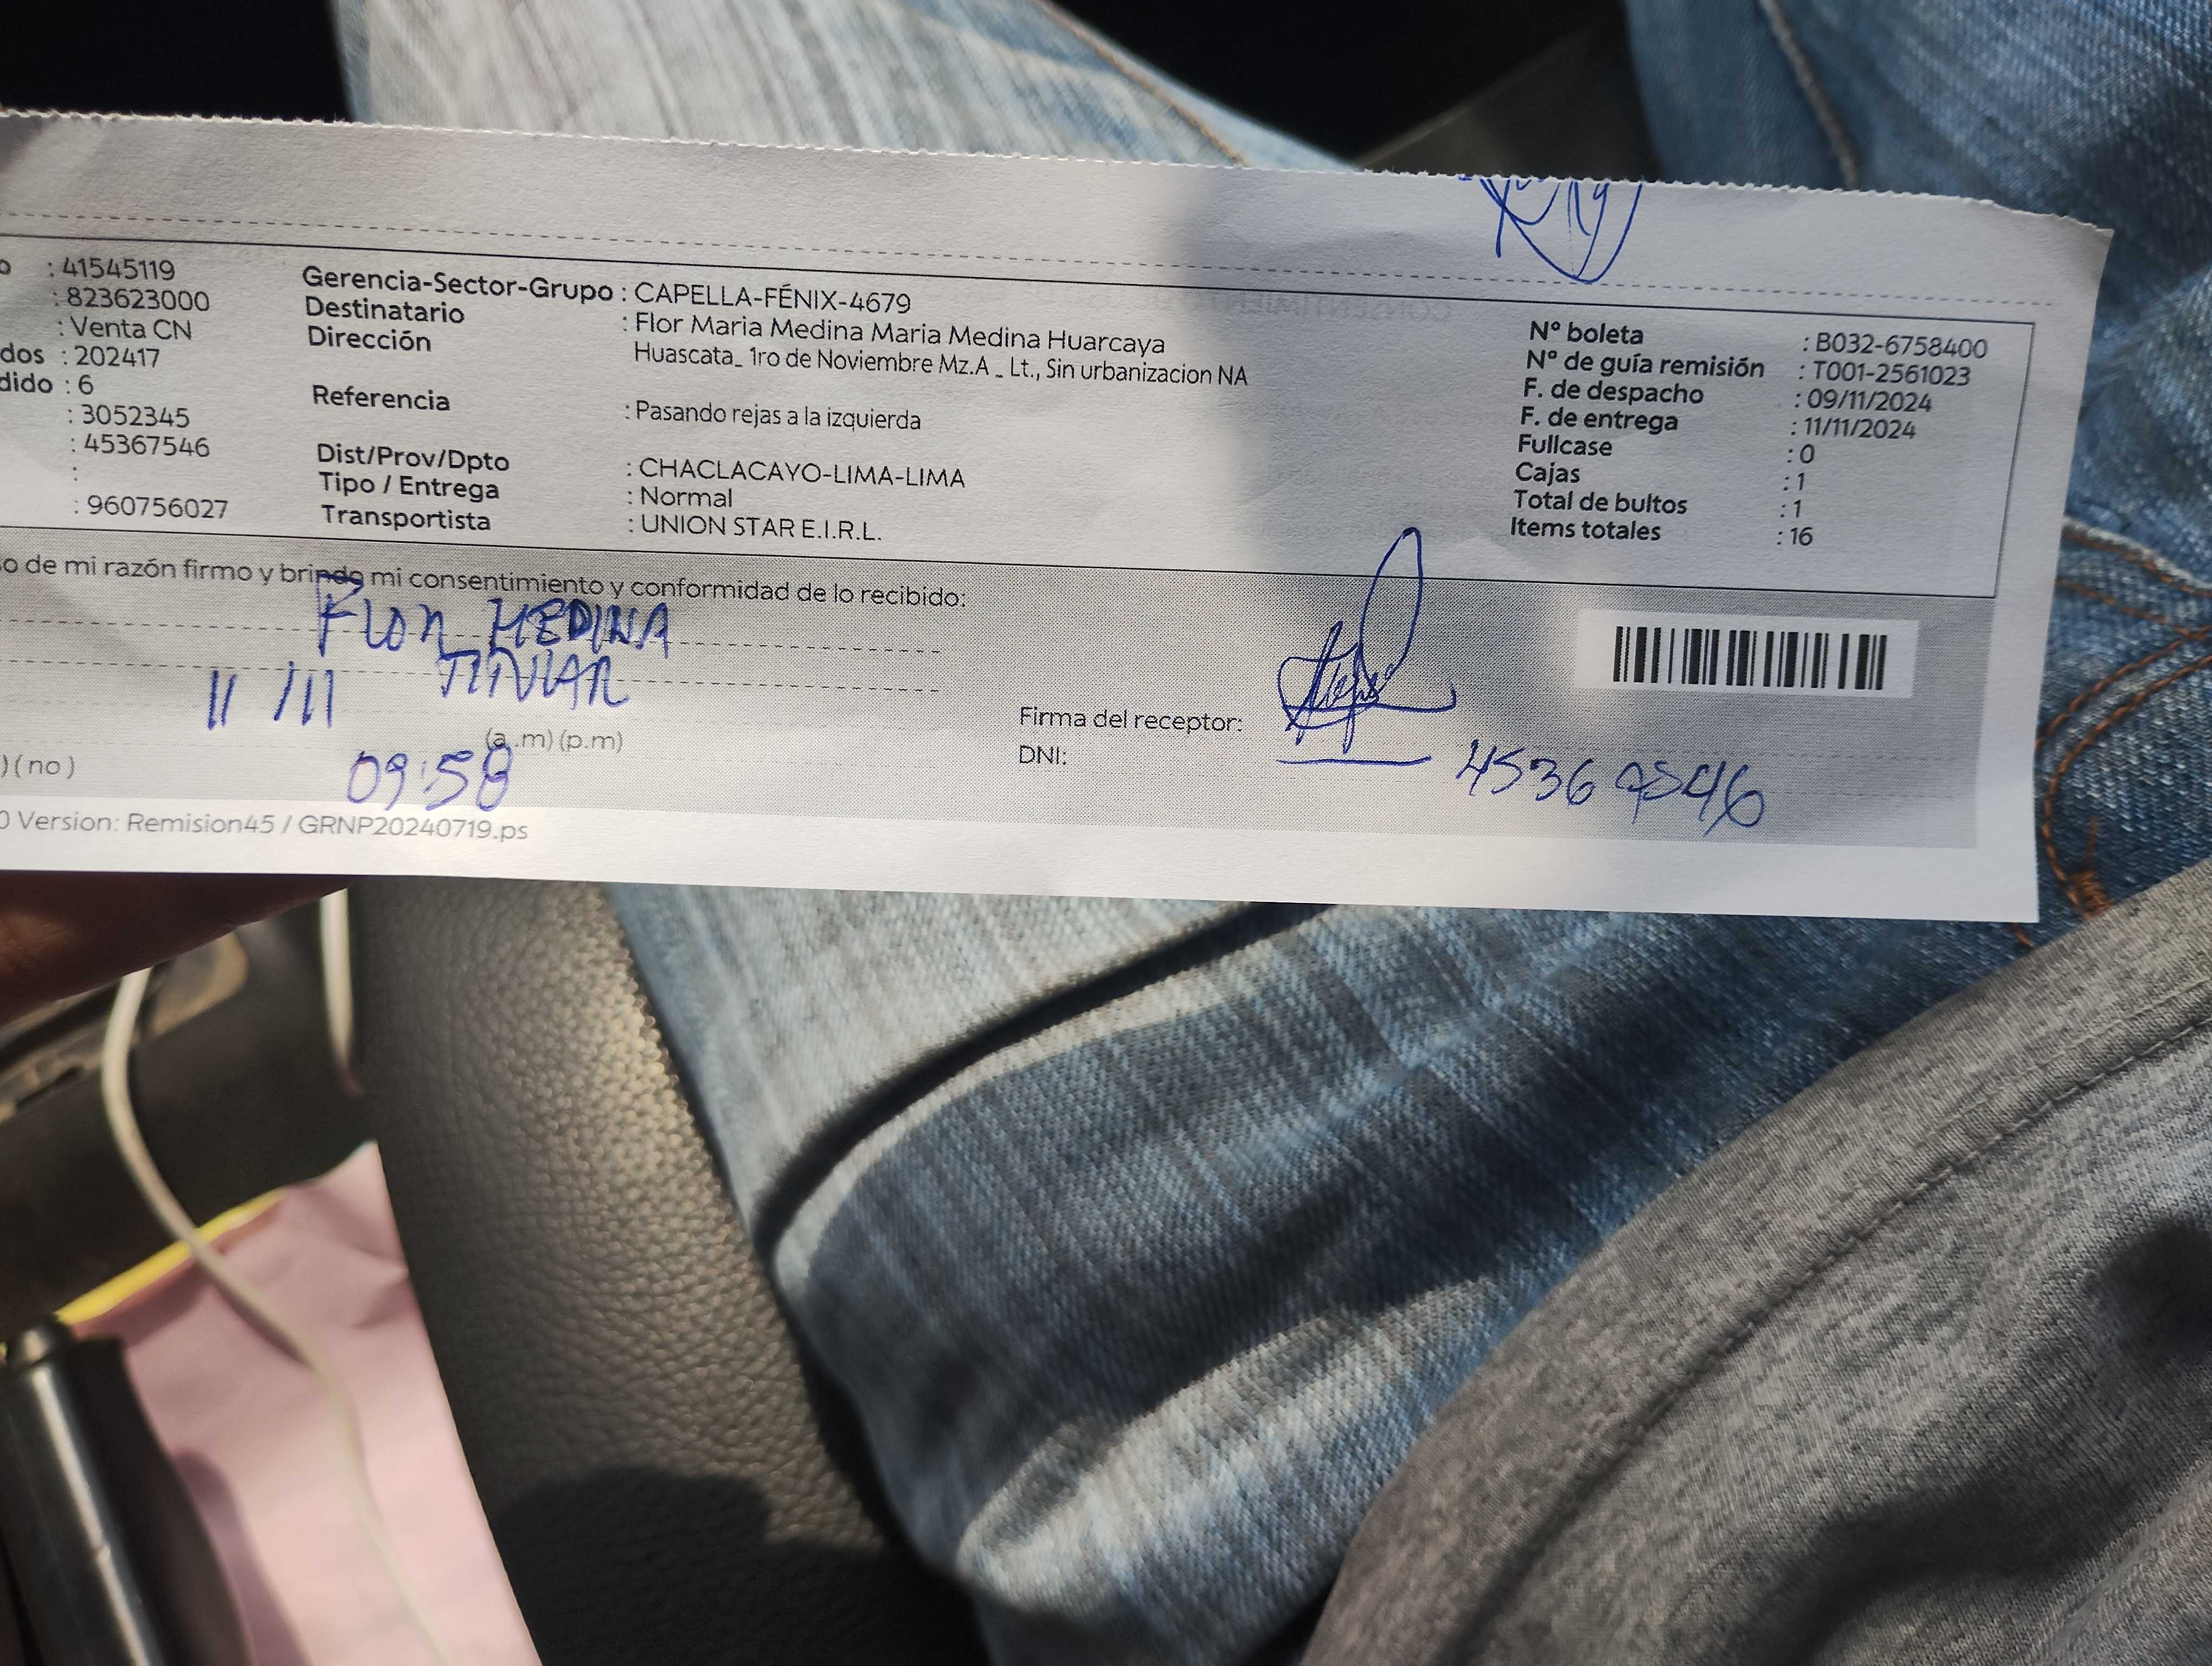 o : 41545119
: 823623000
: Venta CN
dos : 202417
dido : 6
: 3052345
: 45367546
:
: 960756027
Gerencia-Sector-Grupo : CAPELLA-FÉNIX-4679
Destinatario : Flor Maria Medina Maria Medina Huarcaya
Dirección Huascata_ 1ro de Noviembre Mz.A _ Lt., Sin urbanizacion NA
Referencia : Pasando rejas a la izquierda
Dist/Prov/Dpto : CHACLACAYO-LIMA-LIMA
Tipo / Entrega : Normal
Transportista : UNION STAR E.I.R.L.
N° boleta : B032-6758400
N° de guía remisión : T001-2561023
F. de despacho : 09/11/2024
F. de entrega : 11/11/2024
Fullcase : 0
Cajas : 1
Total de bultos : 1
Items totales : 16
o de mi razón firmo y brindo mi consentimiento y conformidad de lo recibido:
Flor MEDINA
11 /11
(a .m) (p.m)
) ( no )
09:58
Firma del receptor:
DNI: 45367546
0 Version: Remision45 / GRNP20240719.ps